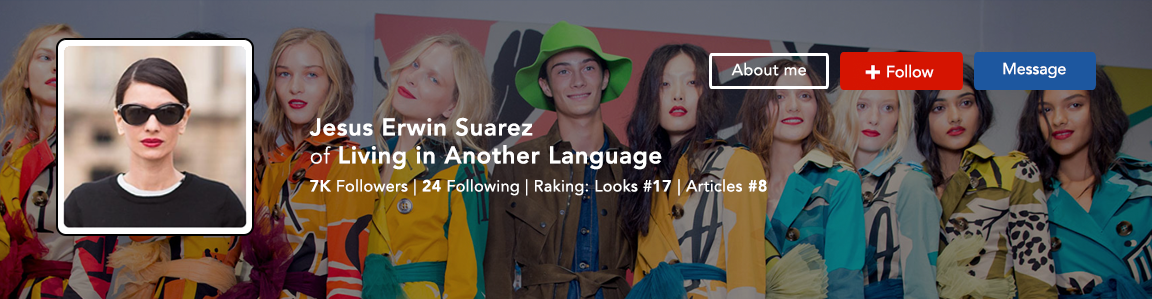 About me
+ Follow
Message
Jesus Erwin Suarez
of Living in Another Language
7K Followers | 24 Following | Raking: Looks #17 | Articles #8